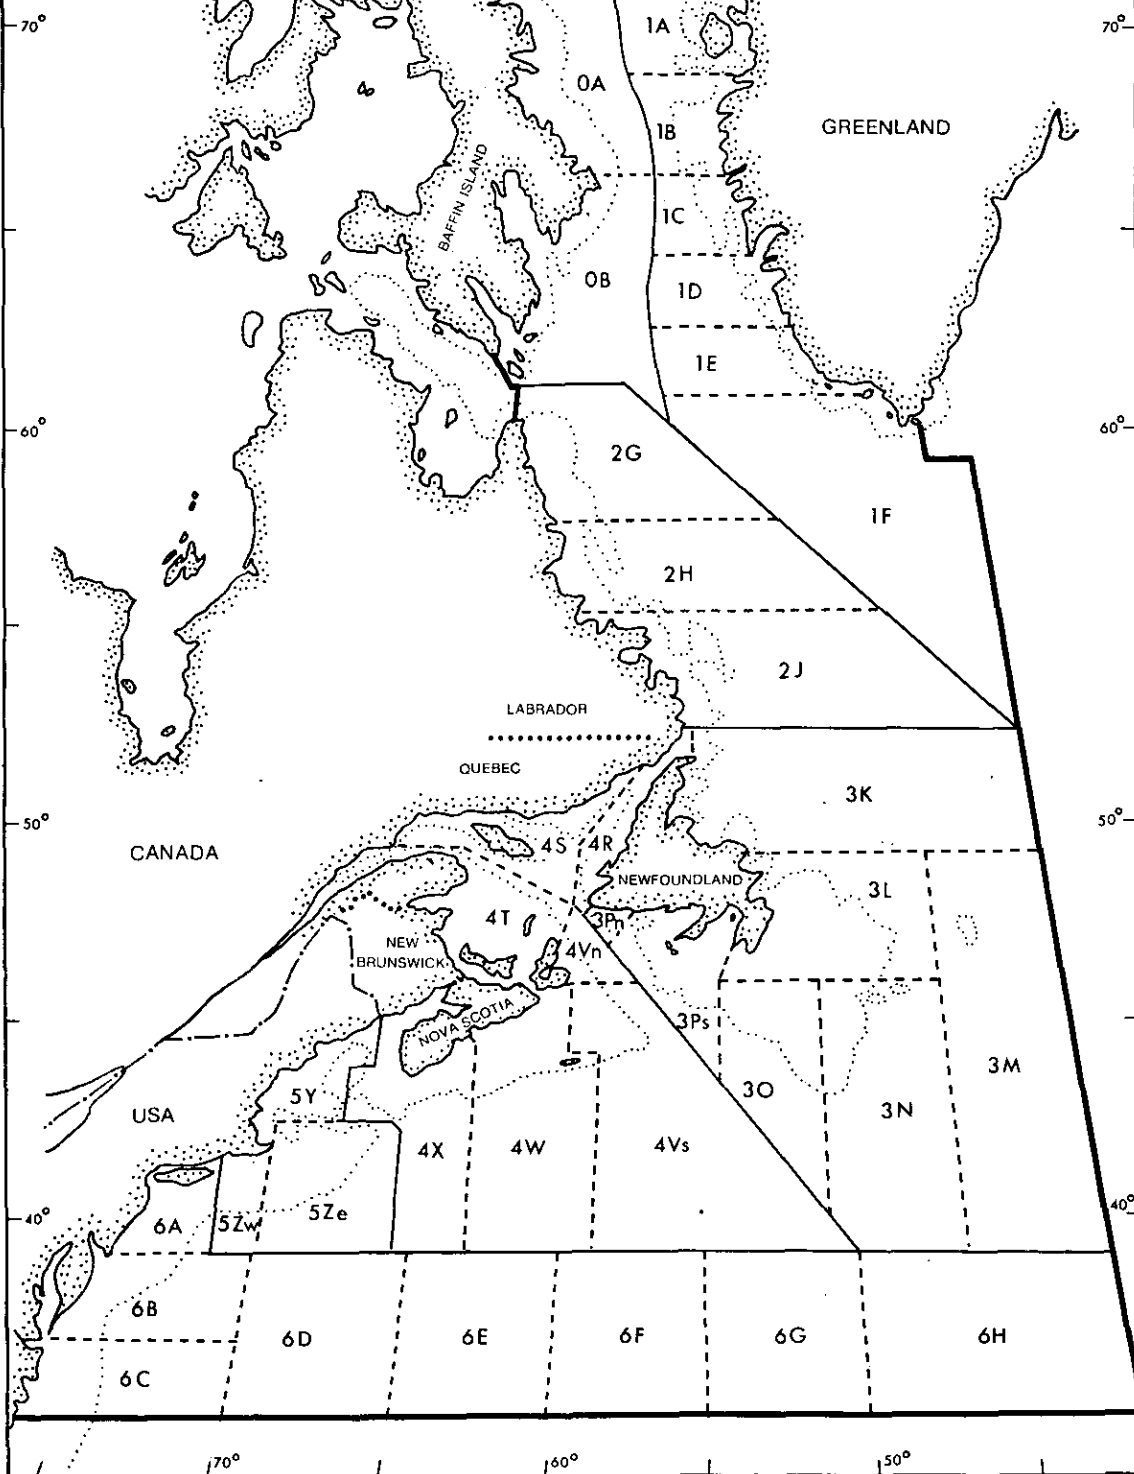 70°
1A
70°
0A
GREENLAND
1B
BAFFIN ISLAND
1C
0B
1D
1E
60°
60°
2G
1F
2H
2J
LABRADOR
QUEBEC
3K
50°
50°
CANADA
4S
4R
NEWFOUNDLAND
3L
4T
3Pn
NEW
BRUNSWICK
4Vn
NOVA SCOTIA
3Ps
3M
5Y
3O
3N
USA
4X
4W
4Vs
40°
6A
5Zw
5Ze
40°
6B
6D
6E
6F
6G
6H
6C
70°
60°
50°